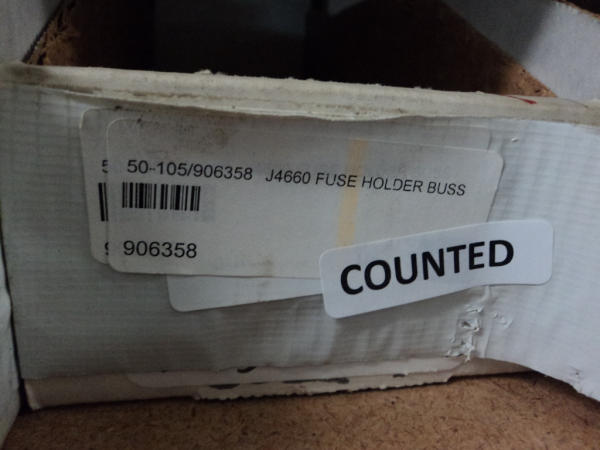 50-105/906358 J4660 FUSE HOLDER BUSS
906358
COUNTED